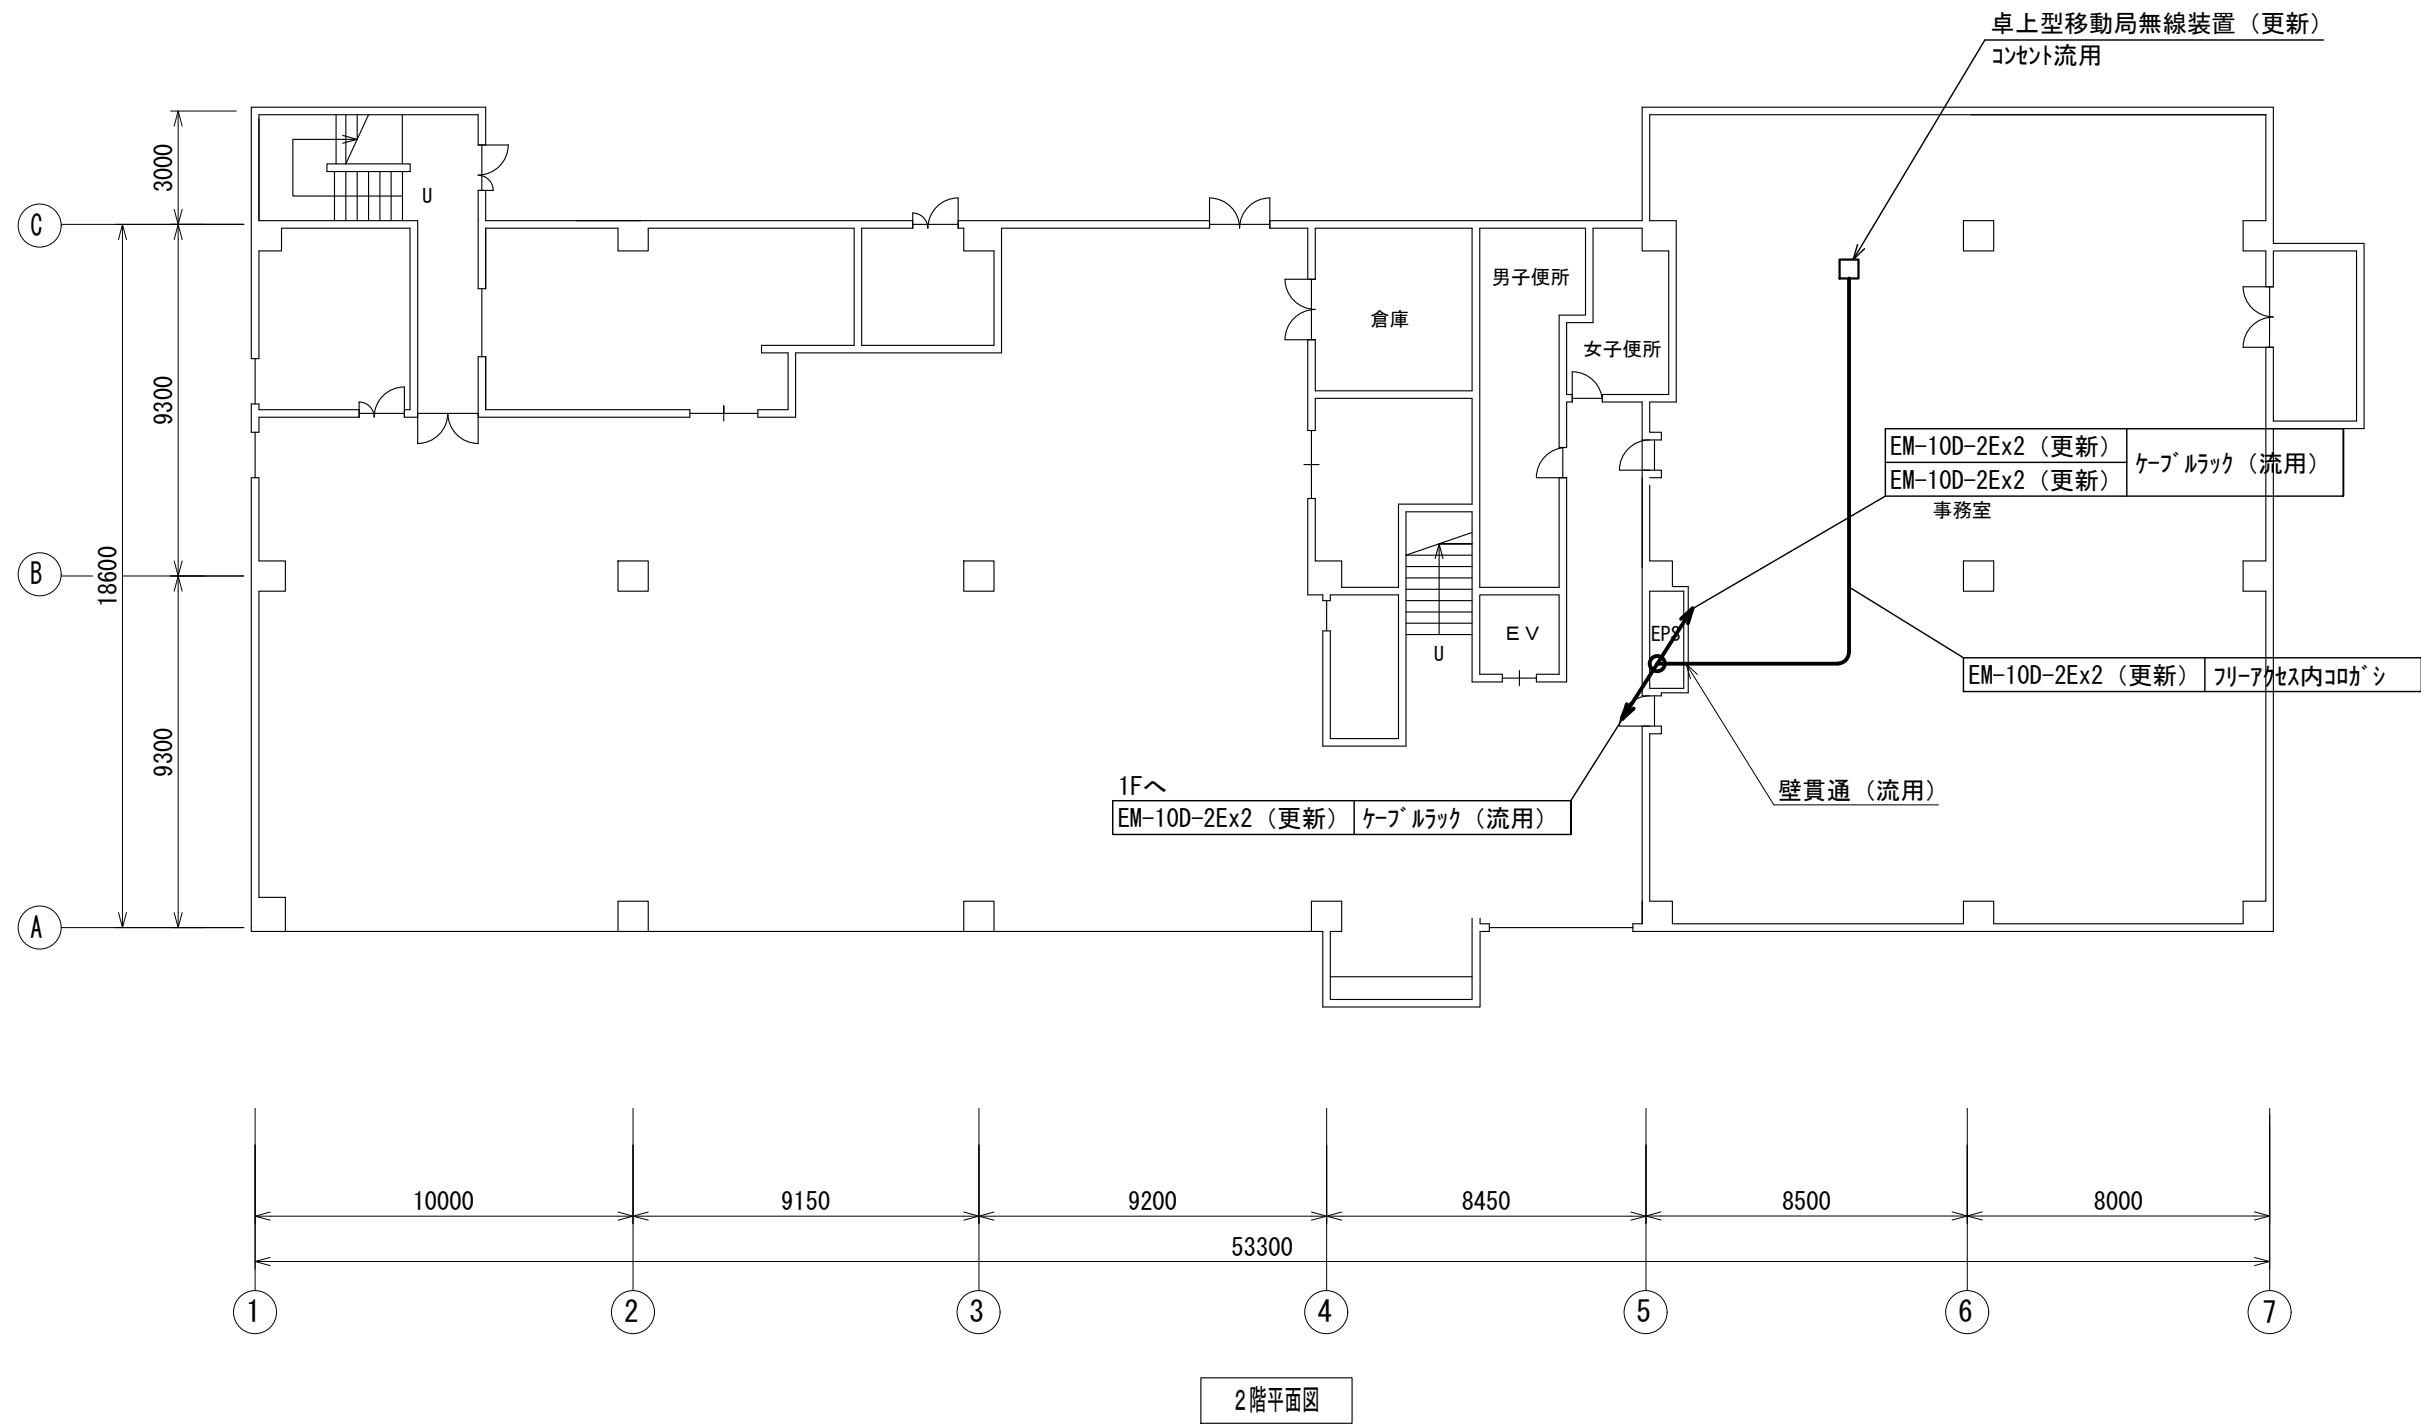 卓上型移動局無線装置（更新）
コンセント流用
3000
U
C
男子便所
倉庫
女子便所
9300
EM-10D-2Ex2（更新）
EM-10D-2Ex2（更新）
ケーブルラック（流用）
事務室
B
18600
EV
EPS
U
EM-10D-2Ex2（更新） フリーアクセス内コロガシ
9300
1Fへ
EM-10D-2Ex2（更新） ケーブルラック（流用）
壁貫通（流用）
A
10000 9150 9200 8450 8500 8000
53300
1 2 3 4 5 6 7
2階平面図